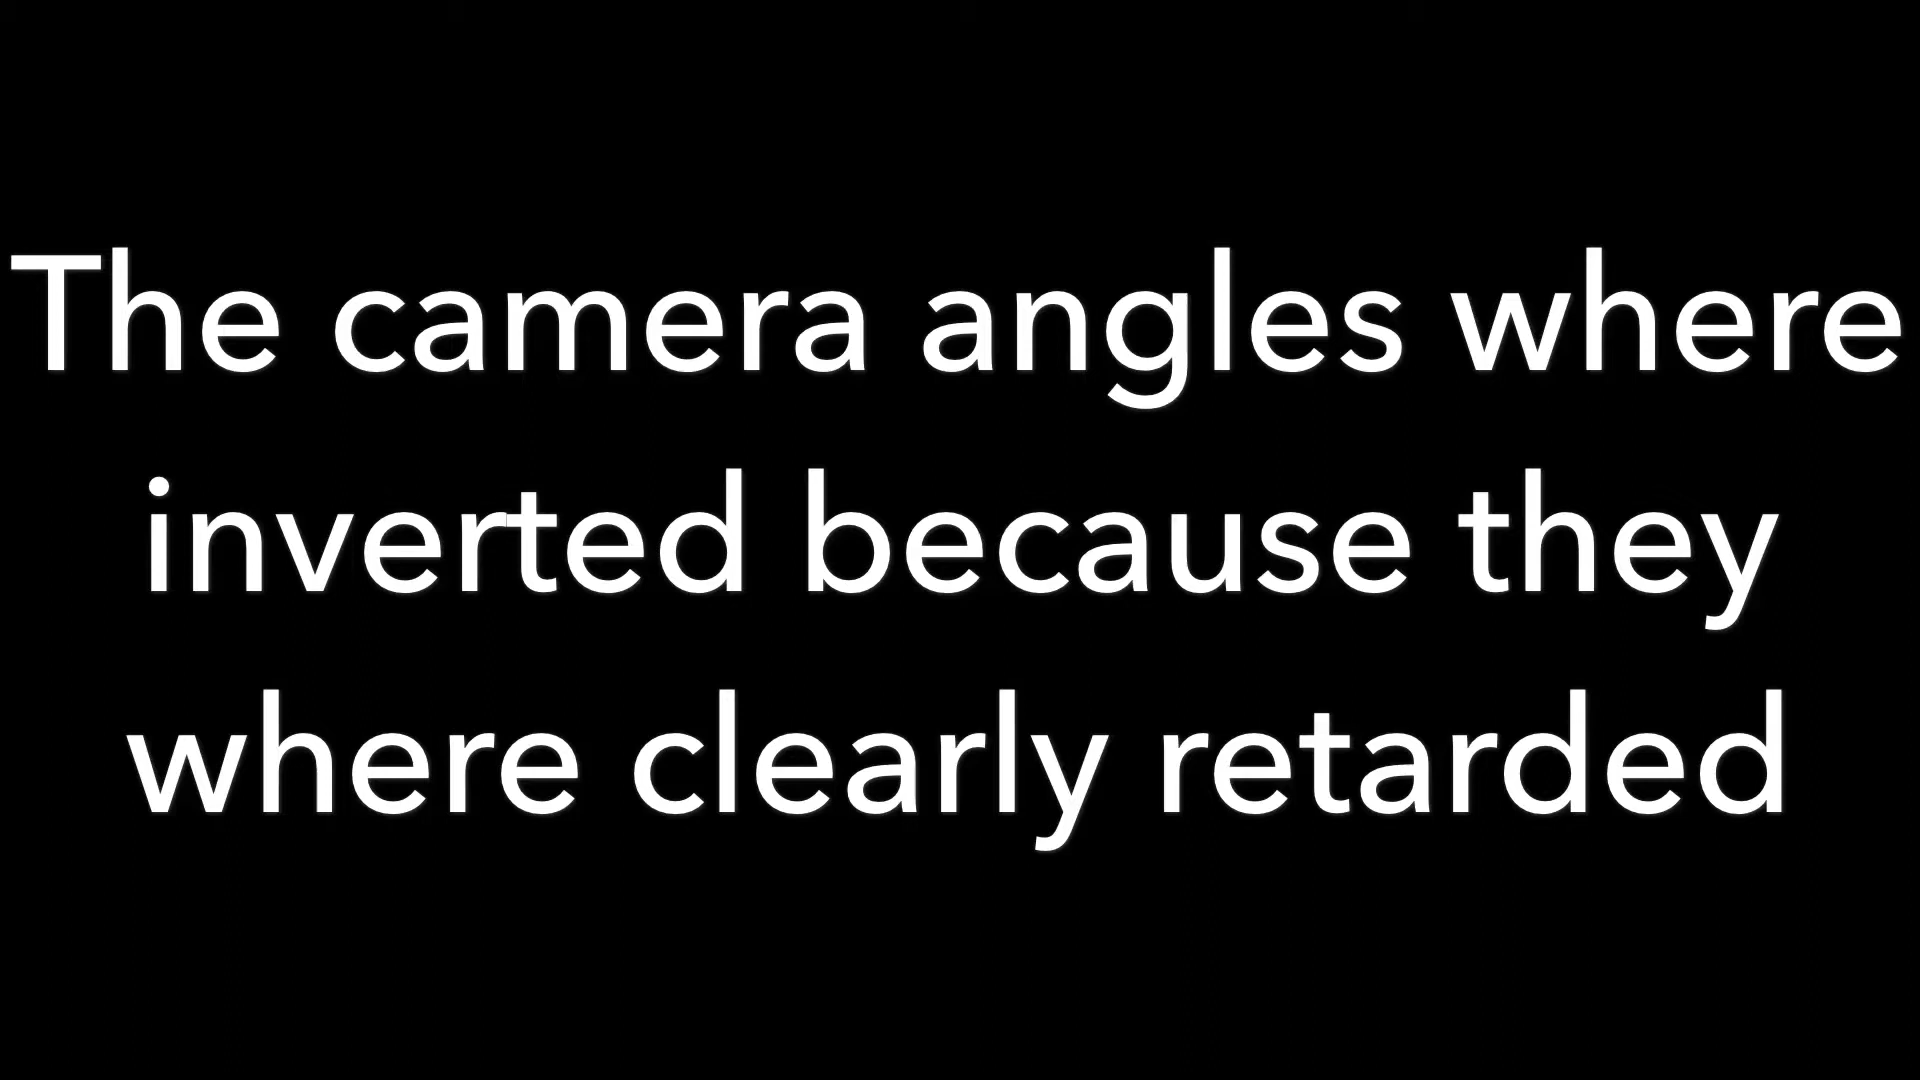 The camera angles where
inverted because they
where clearly retarded